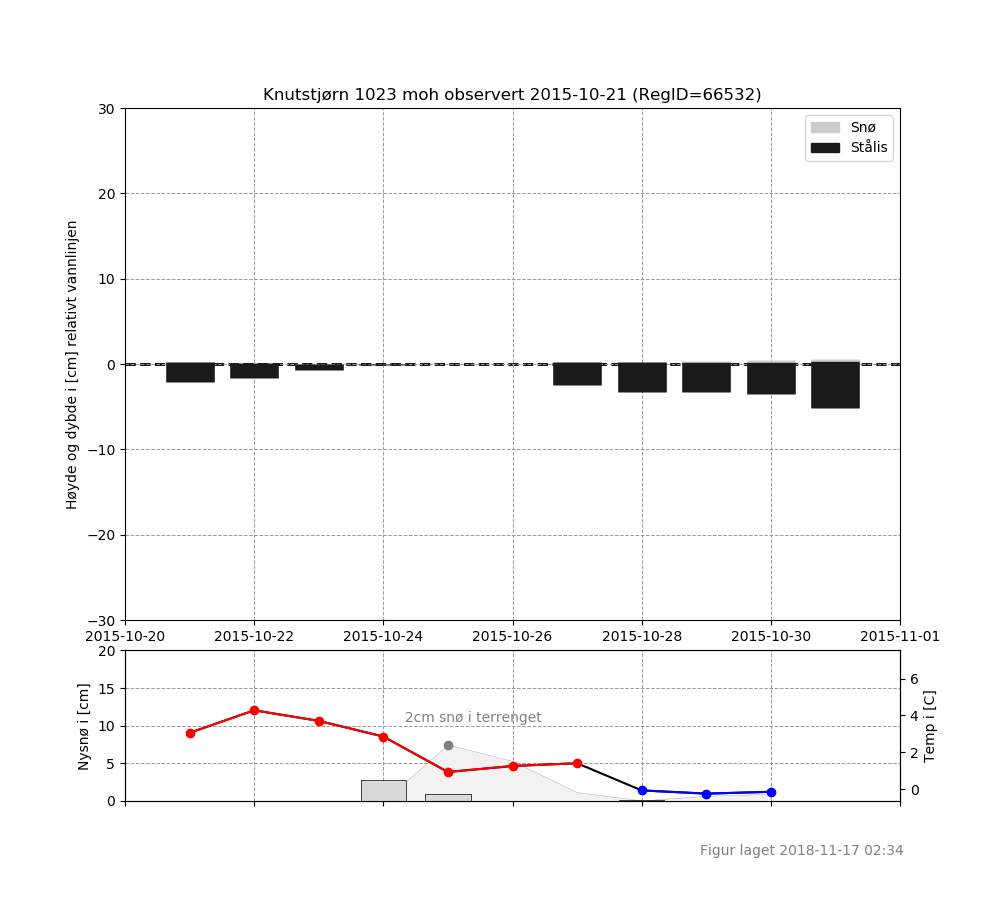 Knutstjørn 1023 moh observert 2015-10-21 (RegID=66532)
Snø
Stålis
Høyde og dybde i [cm] relativt vannlinjen
30
20
10
0
−10
−20
−30
2015-10-20 2015-10-22 2015-10-24 2015-10-26 2015-10-28 2015-10-30 2015-11-01
Nysnø i [cm]
20
15
10
5
0
2cm snø i terrenget
6
4
2
0
Temp i [C]
Figur laget 2018-11-17 02:34